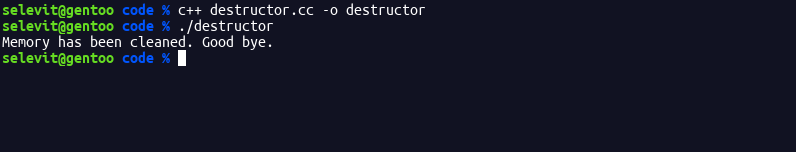 selevit@gentoo code % c++ destructor.cc -o destructor
selevit@gentoo code % ./destructor
Memory has been cleaned. Good bye.
selevit@gentoo code %